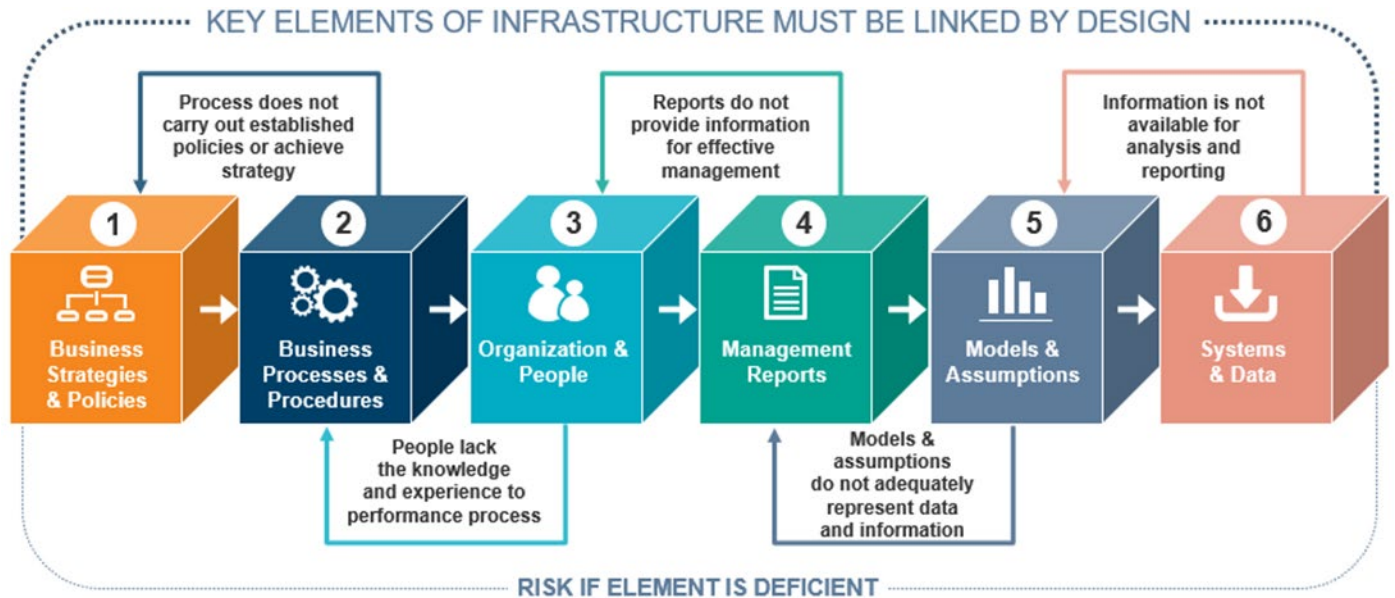 KEY ELEMENTS OF INFRASTRUCTURE MUST BE LINKED BY DESIGN
Process does not
carry out established
policies or achieve
strategy
Reports do not
provide information
for effective
management
Information is not
available for
analysis and
reporting
1
2
3
4
5
6
Business
Strategies
& Policies
Business
Processes &
Procedures
Organization &
People
Management
Reports
Models &
Assumptions
Systems
& Data
People lack
the knowledge
and experience to
performance process
Models &
assumptions
do not adequately
represent data
and information
RISK IF ELEMENT IS DEFICIENT